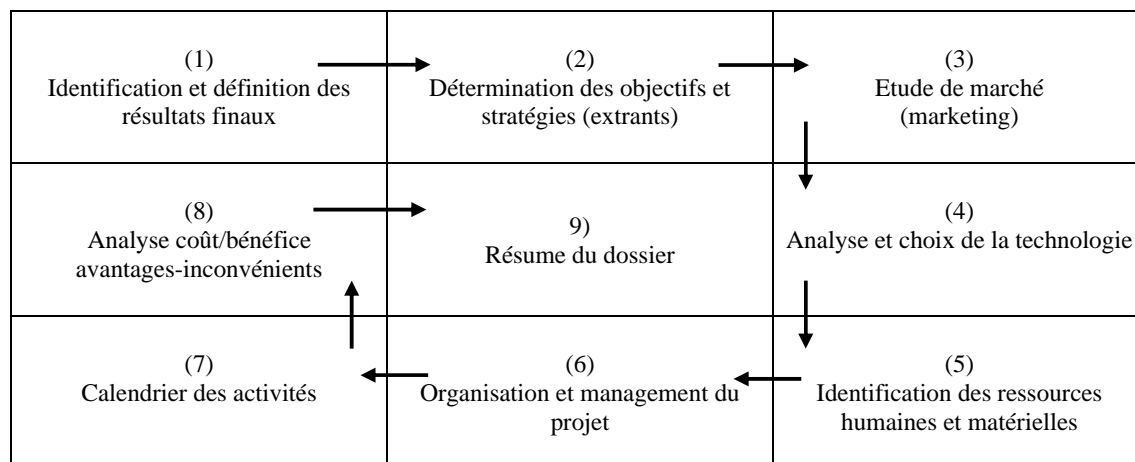 (1)
Identification et définition des
résultats finaux
(2)
Détermination des objectifs et
stratégies (extrants)
(3)
Etude de marché
(marketing)
(8)
Analyse coût/bénéfice
avantages-inconvénients
9)
Résume du dossier
(4)
Analyse et choix de la technologie
(7)
Calendrier des activités
(6)
Organisation et management du
projet
(5)
Identification des ressources
humaines et matérielles